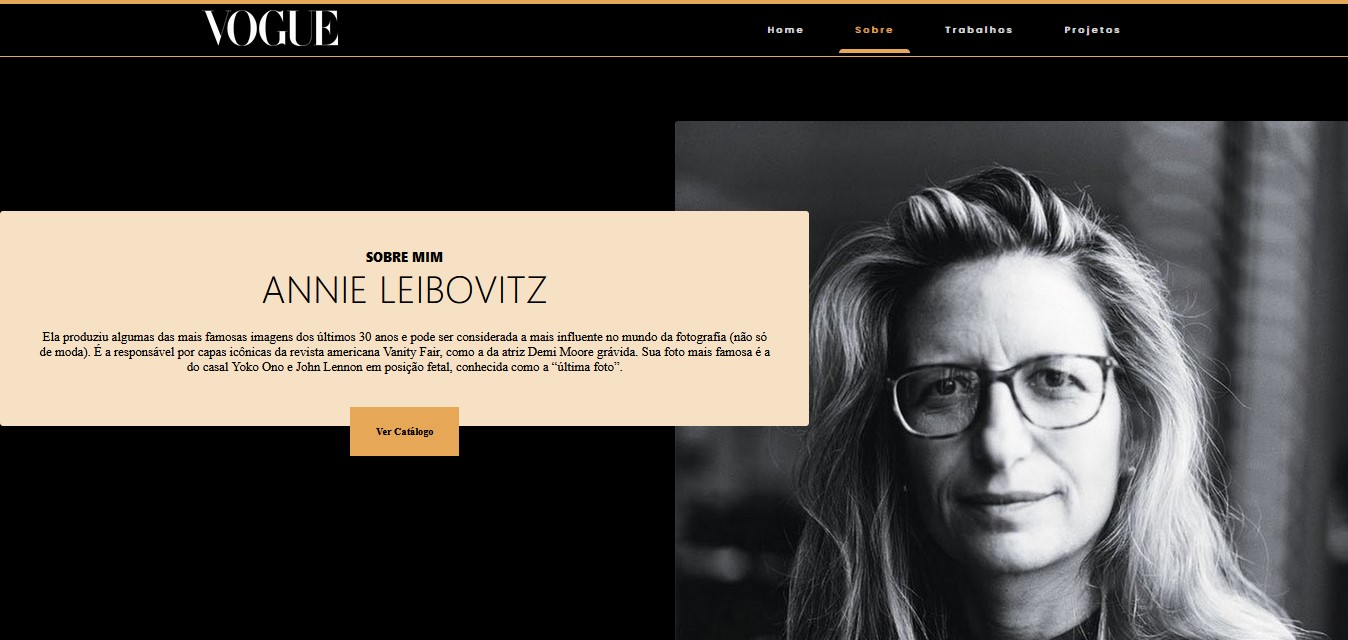 VOGUE
Home Sobre Trabalhos Projetos
SOBRE MIM
ANNIE LEIBOVITZ
Ela produziu algumas das mais famosas imagens dos últimos 30 anos e pode ser considerada a mais influente no mundo da fotografia (não só
de moda). É a responsável por capas icônicas da revista americana Vanity Fair, como a da atriz Demi Moore grávida. Sua foto mais famosa é a
do casal Yoko Ono e John Lennon em posição fetal, conhecida como a “última foto”.
Ver Catálogo